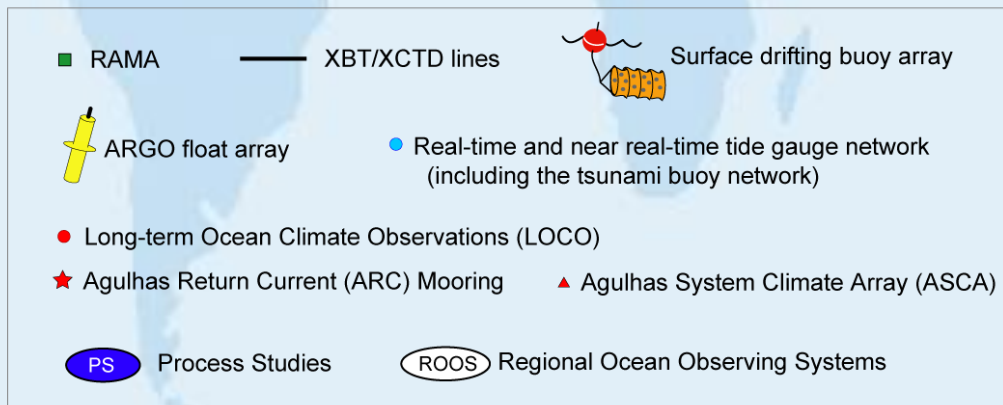 RAMA
XBT/XCTD lines
Surface drifting buoy array
ARGO float array
Real-time and near real-time tide gauge network
(including the tsunami buoy network)
Long-term Ocean Climate Observations (LOCO)
Agulhas Return Current (ARC) Mooring
Agulhas System Climate Array (ASCA)
PS Process Studies
ROOS Regional Ocean Observing Systems